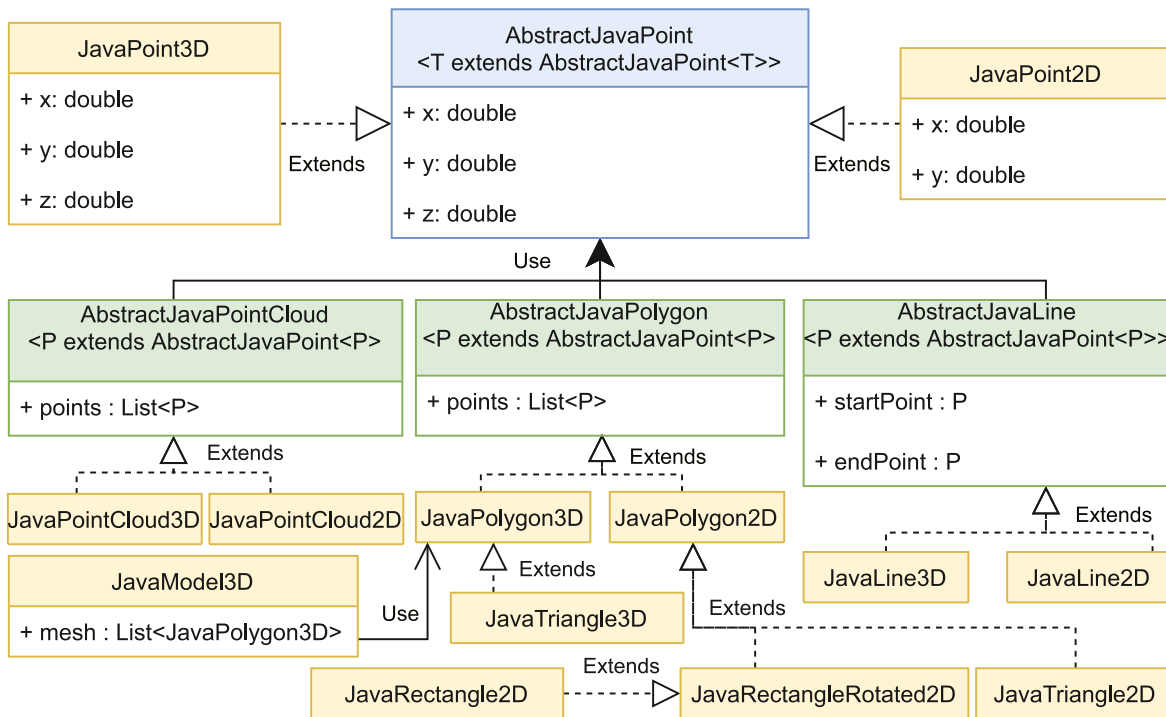 JavaPoint3D
+ x: double
+ y: double
+ z: double
Extends
AbstractJavaPoint
<T extends AbstractJavaPoint<T>>
+ x: double
+ y: double
+ z: double
Extends
JavaPoint2D
+ x: double
+ y: double
Use
AbstractJavaPointCloud
<P extends AbstractJavaPoint<P>
+ points : List<P>
AbstractJavaPolygon
<P extends AbstractJavaPoint<P>
+ points : List<P>
AbstractJavaLine
<P extends AbstractJavaPoint<P>>
+ startPoint : P
+ endPoint : P
Extends
Extends
Extends
JavaPointCloud3D
JavaPointCloud2D
JavaPolygon3D
JavaPolygon2D
JavaLine3D
JavaLine2D
JavaModel3D
+ mesh : List<JavaPolygon3D>
Use
Extends
JavaTriangle3D
Extends
JavaRectangle2D
Extends
JavaRectangleRotated2D
JavaTriangle2D